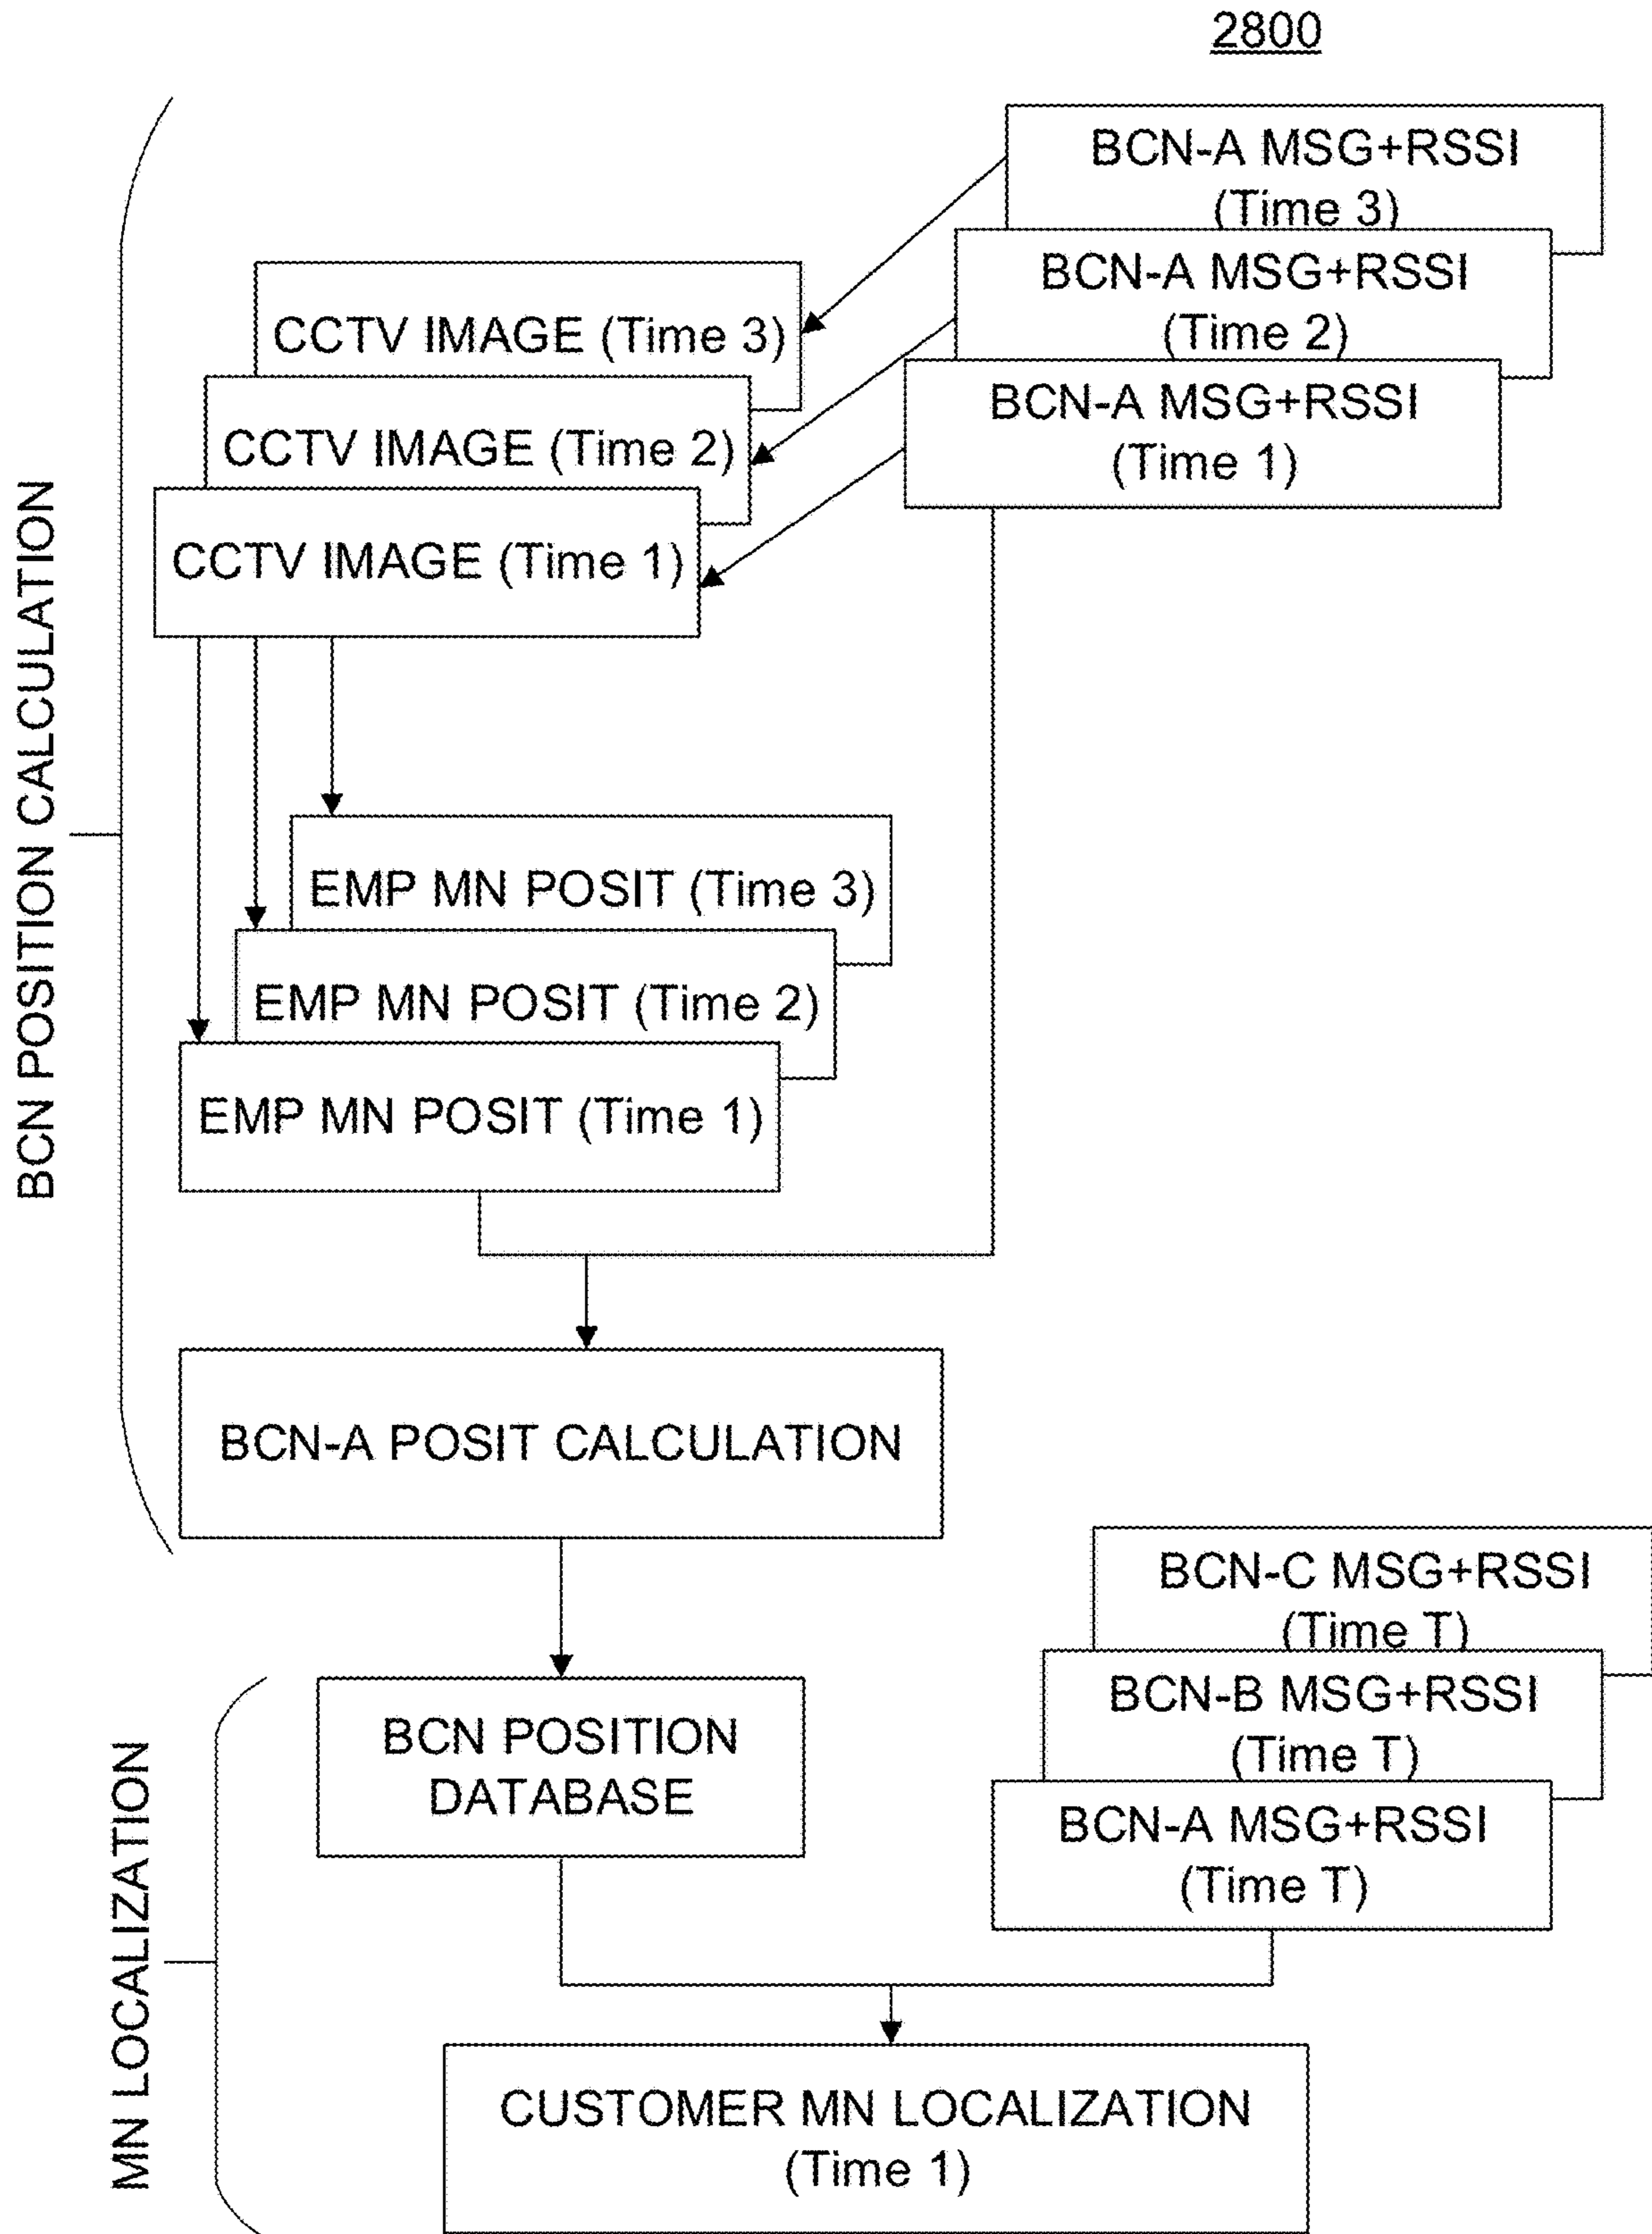 2800
BCN-A MSG+RSSI
(Time 3)
BCN-A MSG+RSSI
(Time 2)
BCN-A MSG+RSSI
(Time 1)
CCTV IMAGE (Time 3)
CCTV IMAGE (Time 2)
CCTV IMAGE (Time 1)
BCN POSITION CALCULATION
EMP MN POSIT (Time 3)
EMP MN POSIT (Time 2)
EMP MN POSIT (Time 1)
BCN-A POSIT CALCULATION
BCN-C MSG+RSSI
(Time T)
BCN-B MSG+RSSI
(Time T)
BCN-A MSG+RSSI
(Time T)
BCN POSITION
DATABASE
MN LOCALIZATION
CUSTOMER MN LOCALIZATION
(Time 1)